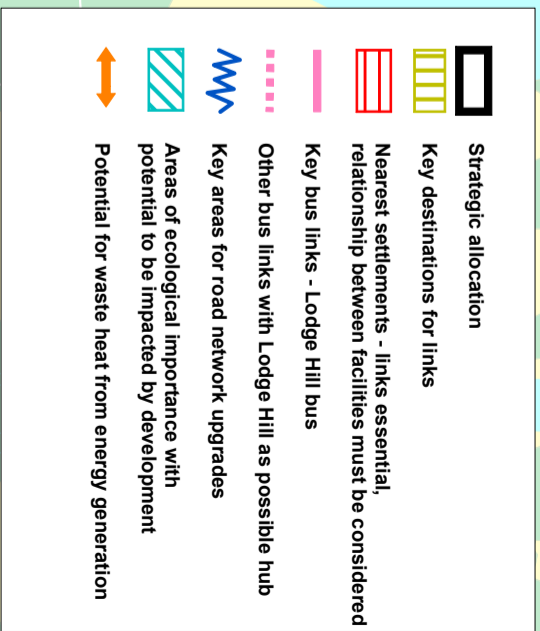 Strategic allocation
Key destinations for links
Nearest settlements - links essential,
relationship between facilities must be considered
Key bus links - Lodge Hill bus
Other bus links with Lodge Hill as possible hub
Key areas for road network upgrades
Areas of ecological importance with
potential to be impacted by development
Potential for waste heat from energy generation